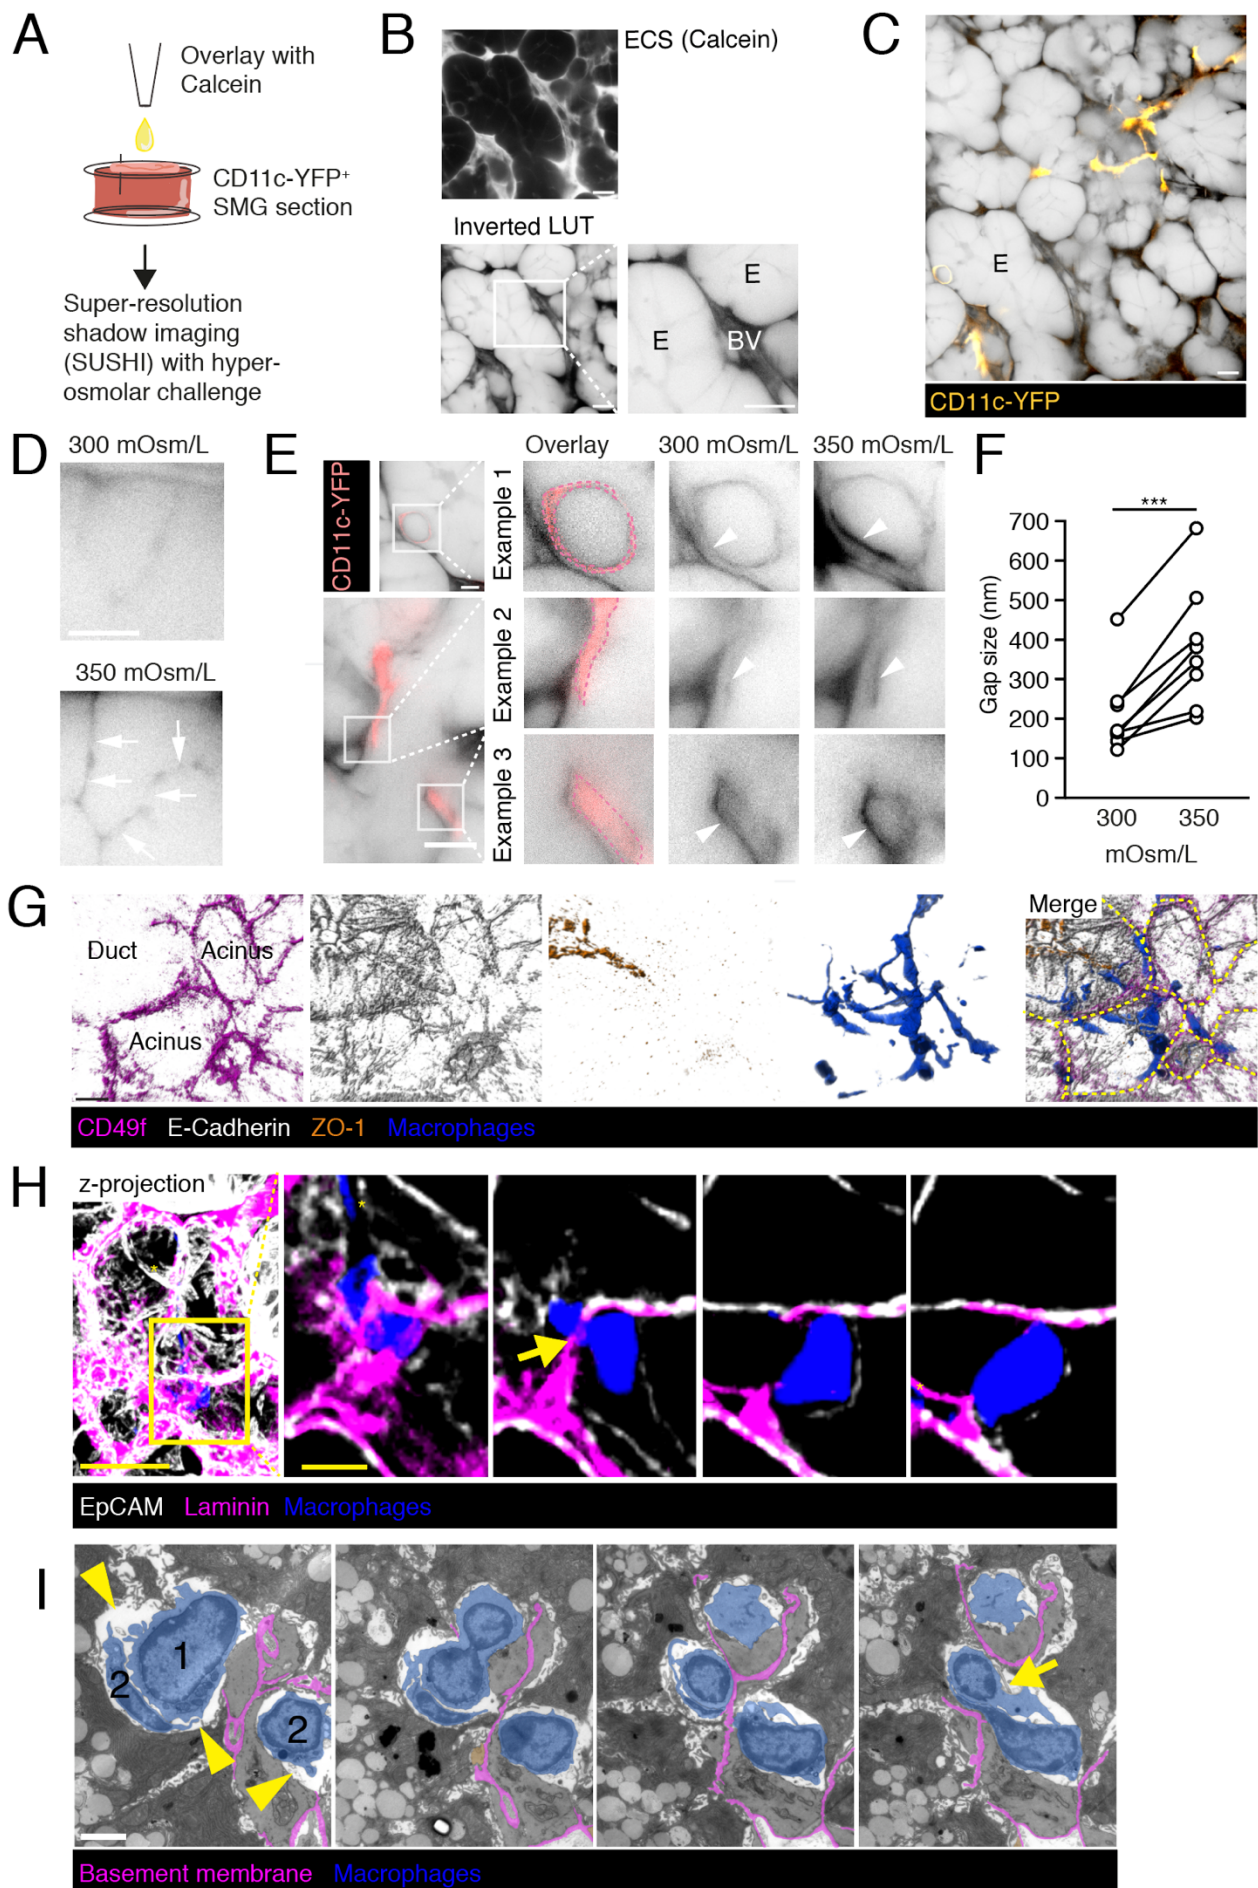 A
Overlay with
Calcein
CD11c-YFP⁺
SMG section
Super-resolution
shadow imaging
(SUSHI) with hyper-
osmolar challenge
B
ECS (Calcein)
Inverted LUT
E
E
BV
C
E
CD11c-YFP
D
300 mOsm/L
350 mOsm/L
E
CD11c-YFP
Overlay
300 mOsm/L
350 mOsm/L
Example 1
Example 2
Example 3
F
***
Gap size (nm)
700
600
500
400
300
200
100
0
300
350
mOsm/L
G
Duct
Acinus
Acinus
Merge
CD49f E-Cadherin ZO-1 Macrophages
H
z-projection
*
*
*
EpCAM Laminin Macrophages
I
1
2
2
Basement membrane Macrophages